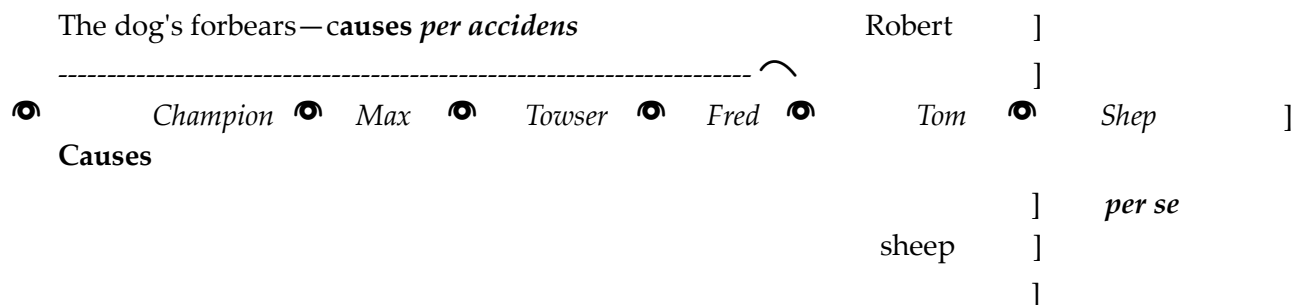 The dog's forbears—causes per accidens Robert ]
---------------------------------------------------------------------- ]
Champion Max Towser Fred Tom Shep ]
Causes
] per se
sheep ]
]